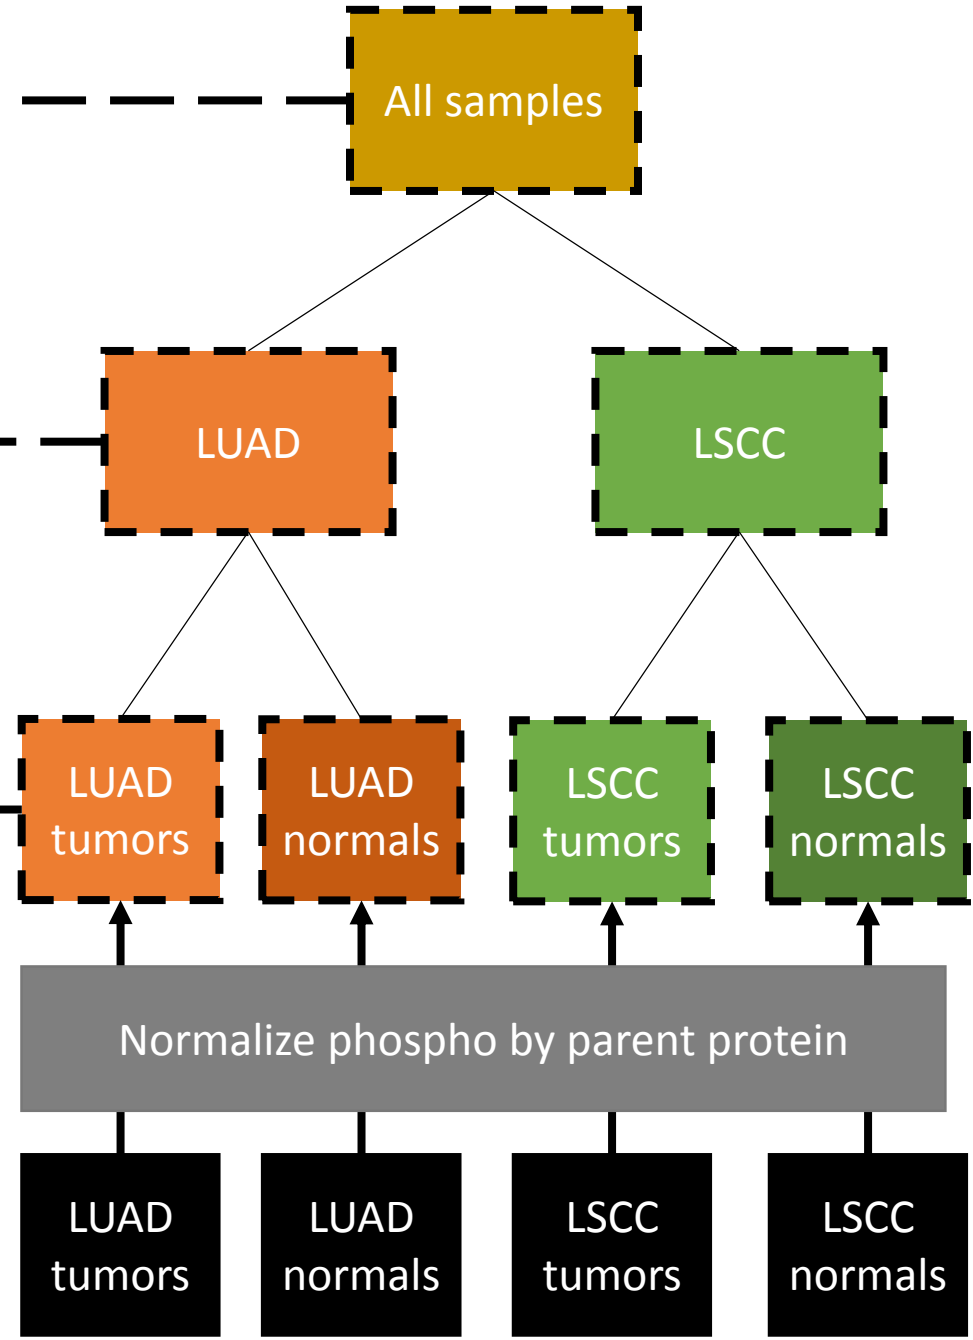 All samples
LUAD
LSCC
LUAD
tumors
LUAD
normals
LSCC
tumors
LSCC
normals
Normalize phospho by parent protein
LUAD
tumors
LUAD
normals
LSCC
tumors
LSCC
normals